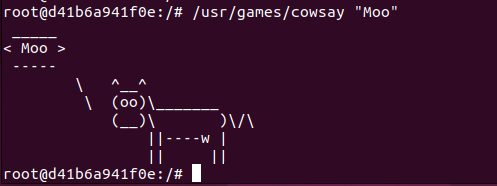 root@d41b6a941f0e:/# /usr/games/cowsay "Moo"
 _____
< Moo >
 -----
        \   ^__^
         \  (oo)\_______
            (__)\       )\/\
                ||----w |
                ||     ||
root@d41b6a941f0e:/#